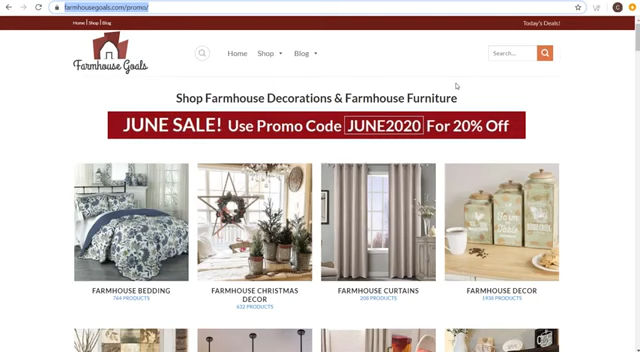 farmhousegoals.com/promo/
Home | Shop | Blog
Today's Deals!
Farmhouse Goals
Home Shop Blog
Search...
Shop Farmhouse Decorations & Farmhouse Furniture
JUNE SALE! Use Promo Code JUNE2020 For 20% Off
FARMHOUSE BEDDING
764 PRODUCTS
FARMHOUSE CHRISTMAS
DECOR
632 PRODUCTS
FARMHOUSE CURTAINS
208 PRODUCTS
FARMHOUSE DECOR
1938 PRODUCTS